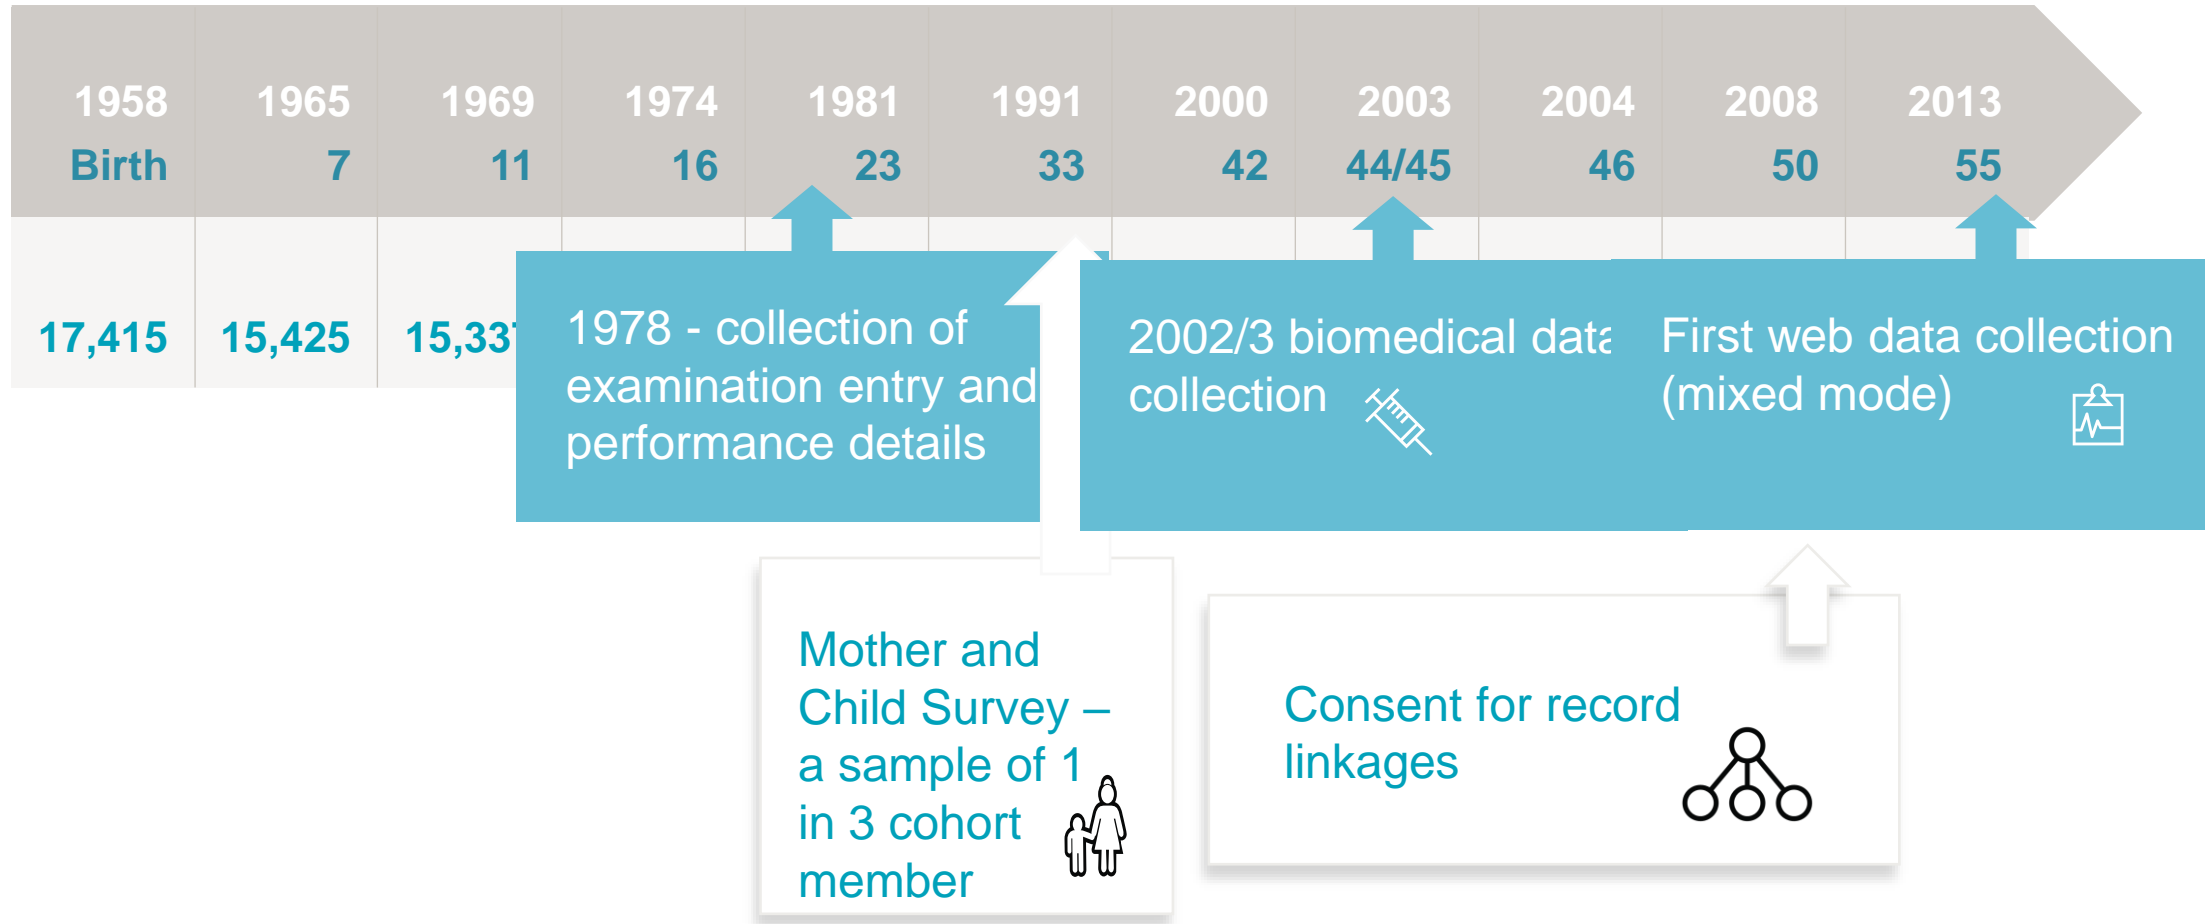 1958 1965 1969 1974 1981 1991 2000 2003 2004 2008 2013
Birth 7 11 16 23 33 42 44/45 46 50 55
17,415 15,425
1978 - collection of
examination entry and
performance details
2002/3 biomedical data
collection
First web data collection
(mixed mode)
Mother and
Child Survey –
a sample of 1
in 3 cohort
member
Consent for record
linkages